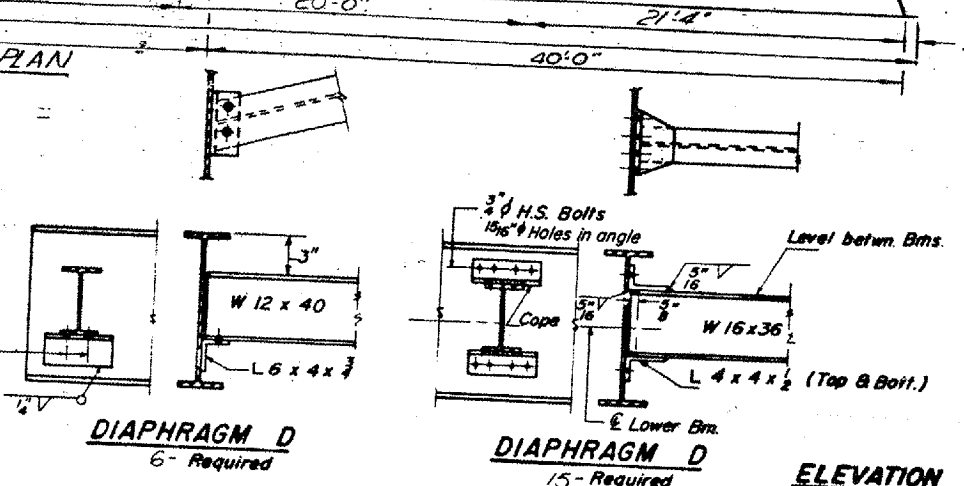 20'-0"
21'-4"
40'-0"
PLAN
3/4" ϕ H.S. Bolts
15/16" ϕ Holes in angle
Level betwn. Bms.
3"
5/16"
5/16"
5/8"
W 12 x 40
Cope
W 16 x 36
L 6 x 4 x 3/4
L 4 x 4 x 1/2 (Top & Bott.)
1/4"
℄ Lower Bm.
DIAPHRAGM D
6 - Required
DIAPHRAGM D
15 - Required
ELEVATION